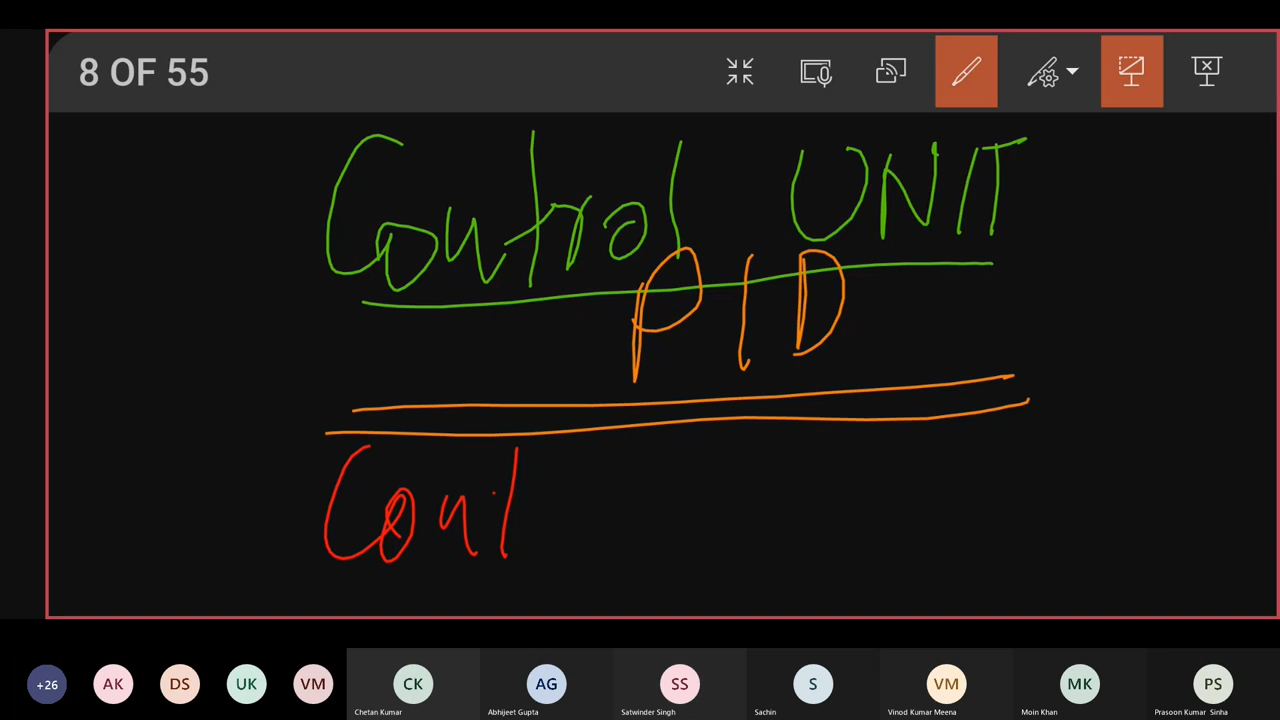 8 OF 55
Control UNIT
PID
+26
AK
DS
UK
VM
CK
AG
SS
S
VM
MK
PS
Chetan Kumar
Abhijeet Gupta
Satwinder Singh
Sachin
Vinod Kumar Meena
Moin Khan
Prasoon Kumar Sinha